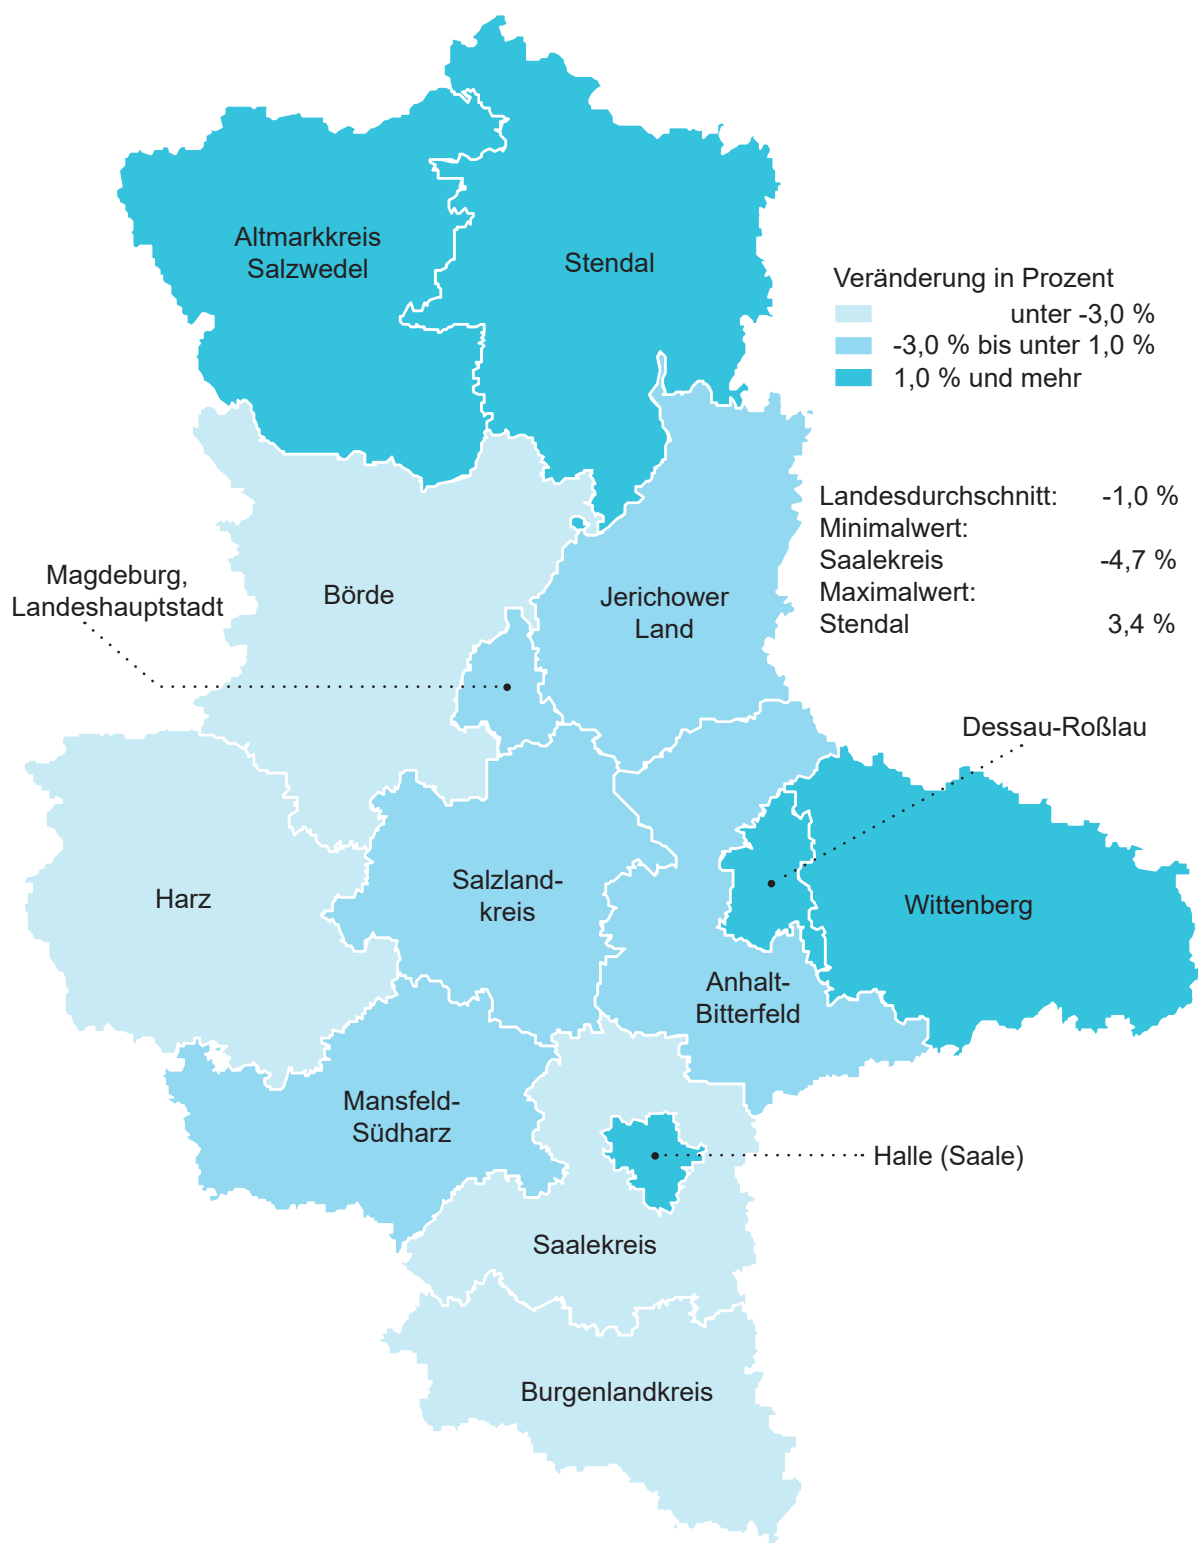 Altmarkkreis
Salzwedel
Stendal
Veränderung in Prozent
unter -3,0 %
-3,0 % bis unter 1,0 %
1,0 % und mehr
Landesdurchschnitt: -1,0 %
Minimalwert:
Saalekreis -4,7 %
Maximalwert:
Stendal 3,4 %
Magdeburg,
Landeshauptstadt
Börde
Jerichower
Land
Dessau-Roßlau
Harz
Salzland-
kreis
Wittenberg
Anhalt-
Bitterfeld
Mansfeld-
Südharz
Halle (Saale)
Saalekreis
Burgenlandkreis